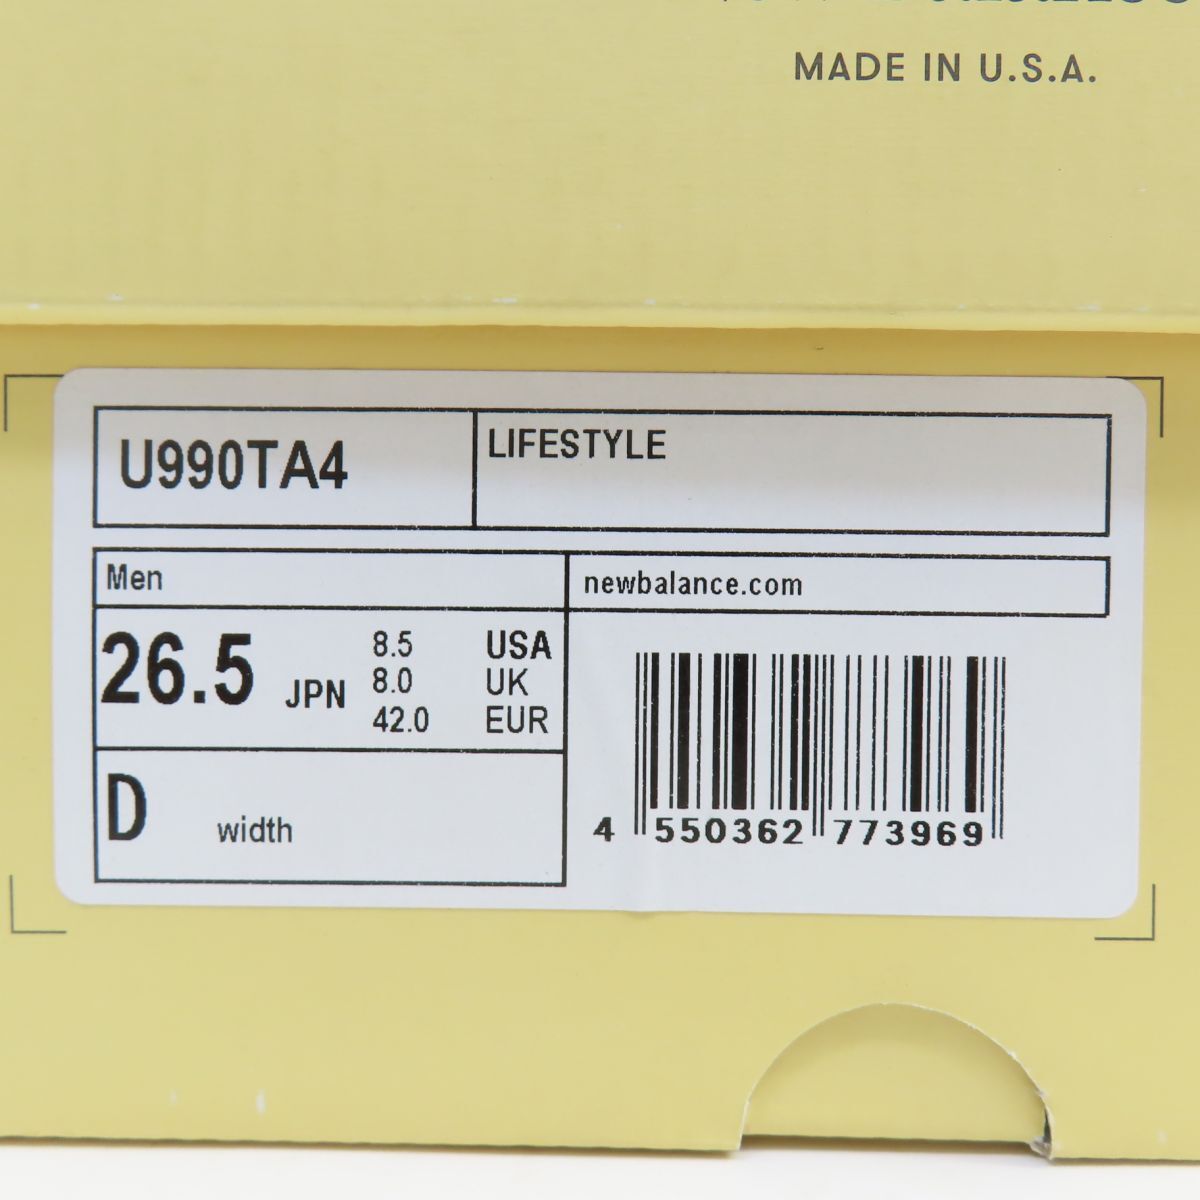 MADE IN U.S.A.
U990TA4
LIFESTYLE
Men
newbalance.com
26.5 JPN
8.5 USA
8.0 UK
42.0 EUR
D width
4 550362 773969